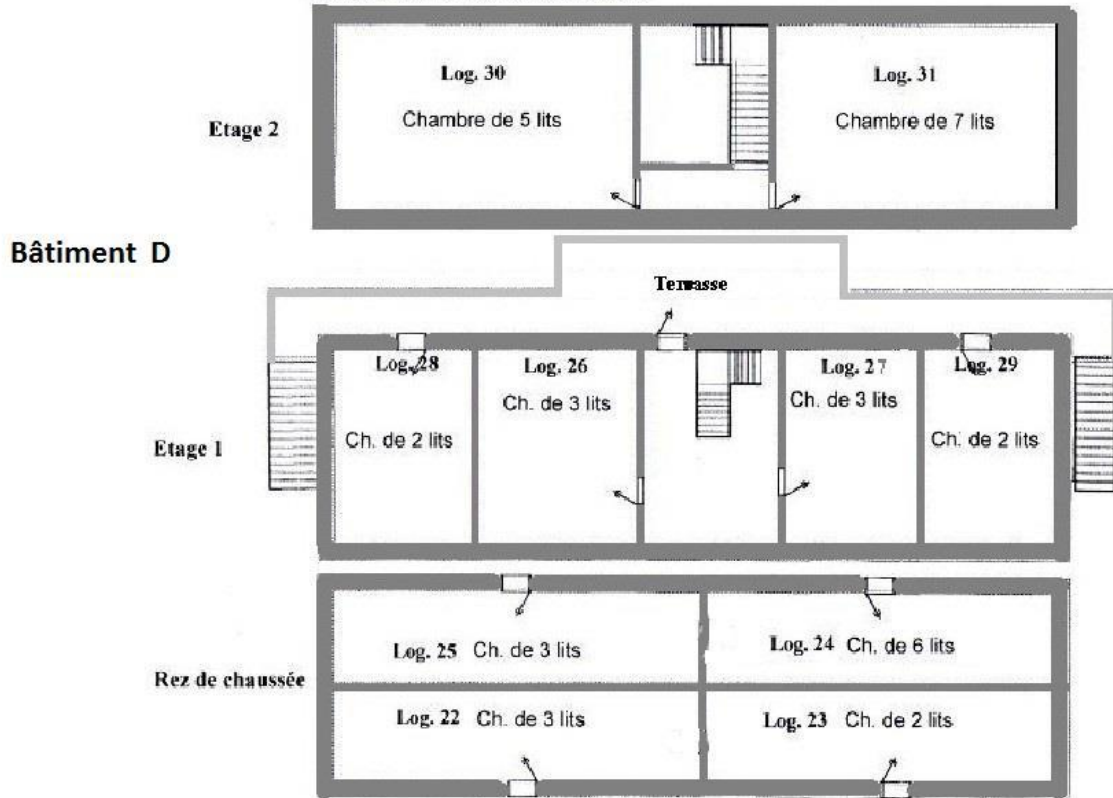 Log. 30
Log. 31
Chambre de 5 lits
Chambre de 7 lits
Etage 2
Bâtiment D
Terrasse
Log. 28
Log. 26
Log. 27
Log. 29
Ch. de 3 lits
Ch. de 3 lits
Ch. de 2 lits
Ch. de 2 lits
Etage 1
Log. 25 Ch. de 3 lits
Log. 24 Ch. de 6 lits
Rez de chaussée
Log. 22 Ch. de 3 lits
Log. 23 Ch. de 2 lits